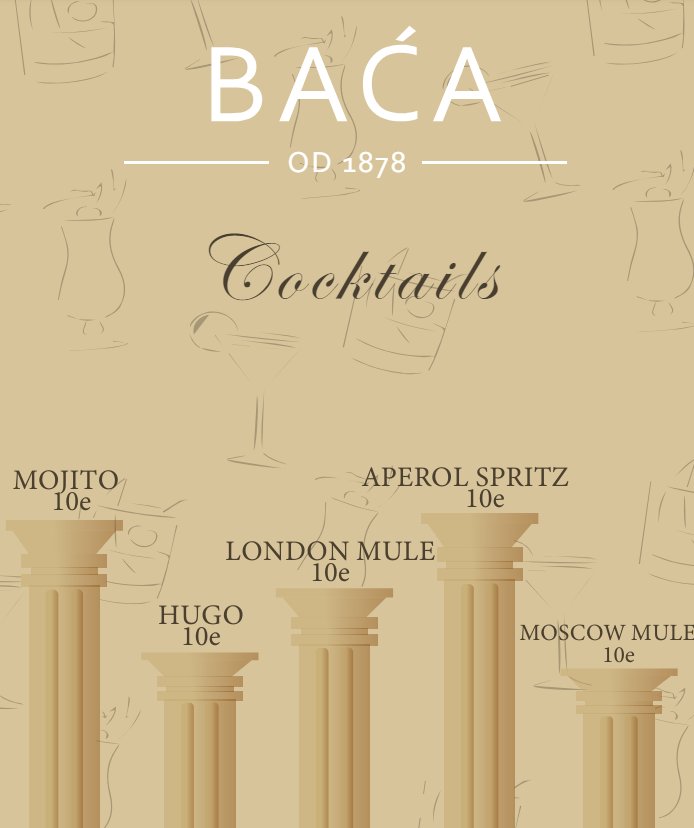 BAĆA
OD 1878
Cocktails
MOJITO
10e
HUGO
10e
LONDON MULE
10e
APEROL SPRITZ
10e
MOSCOW MULE
10e